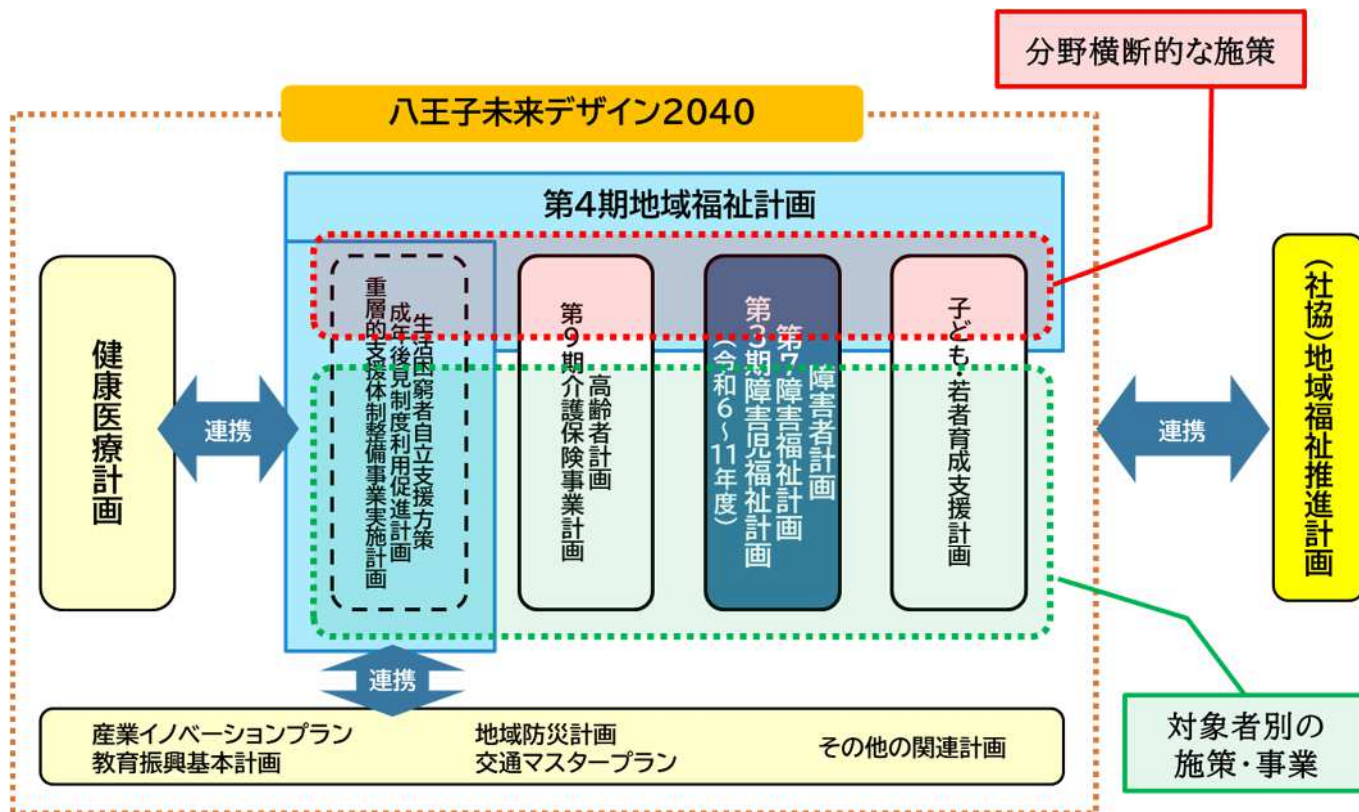 分野横断的な施策
八王子未来デザイン2040
第4期地域福祉計画
健康医療計画
連携
生活困窮者自立支援方策
成年後見制度利用促進計画
重層的支援体制整備事業実施計画
高齢者計画
第9期介護保険事業計画
障害者計画
第7障害福祉計画
第3期障害児福祉計画
(令和6~11年度)
子ども・若者育成支援計画
連携
(社協)地域福祉推進計画
連携
産業イノベーションプラン
教育振興基本計画
地域防災計画
交通マスタープラン
その他の関連計画
対象者別の
施策・事業